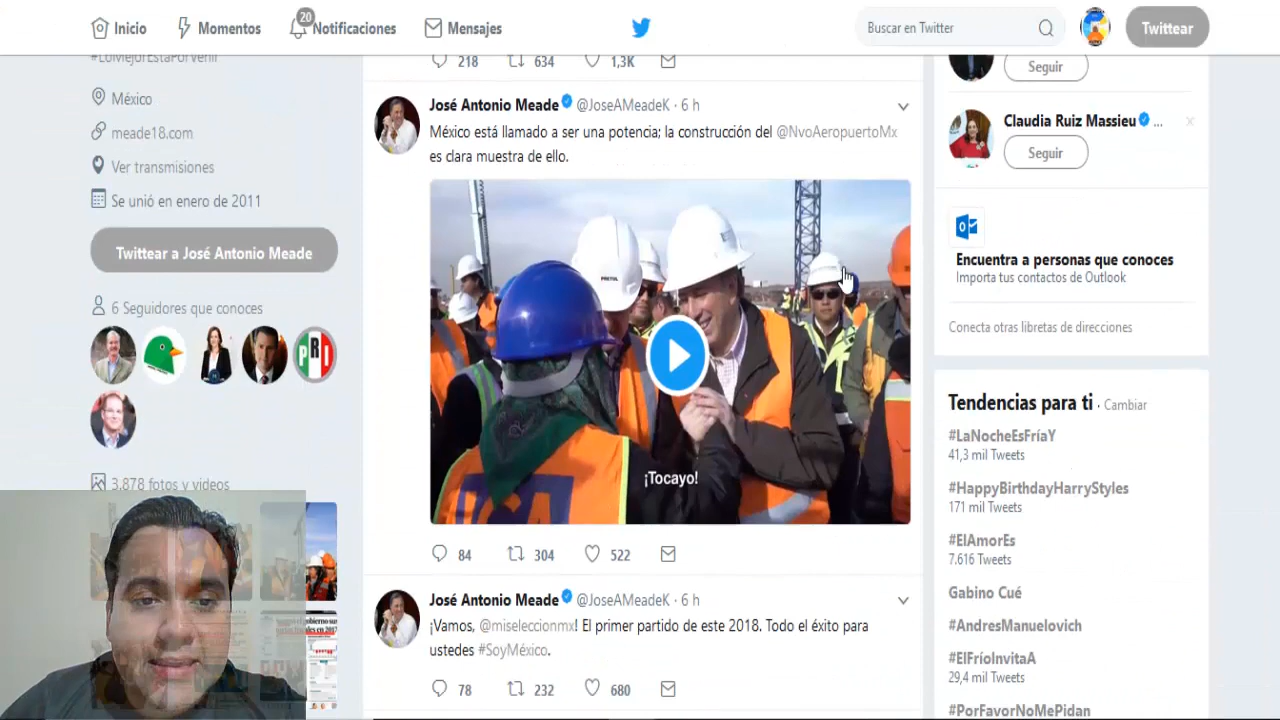 Inicio
Momentos
20
Notificaciones
Mensajes
Buscar en Twitter
Twittear
#LoMejorEstáPorVenir
México
meade18.com
Ver transmisiones
Se unió en enero de 2011
Twittear a José Antonio Meade
6 Seguidores que conoces
PRI
3,878 fotos y videos
218 634 1,3K
José Antonio Meade @JoseAMeadeK · 6 h
México está llamado a ser una potencia; la construcción del @NvoAeropuertoMx
es clara muestra de ello.
¡Tocayo!
84 304 522
José Antonio Meade @JoseAMeadeK · 6 h
¡Vamos, @miseleccionmx! El primer partido de este 2018. Todo el éxito para
ustedes #SoyMéxico.
78 232 680
Seguir
Claudia Ruiz Massieu ...
Seguir
Encuentra a personas que conoces
Importa tus contactos de Outlook
Conecta otras libretas de direcciones
Tendencias para ti · Cambiar
#LaNocheEsFríaY
41,3 mil Tweets
#HappyBirthdayHarryStyles
171 mil Tweets
#ElAmorEs
7.616 Tweets
Gabino Cué
#AndresManuelovich
#ElFríoInvitaA
29,4 mil Tweets
#PorFavorNoMePidan